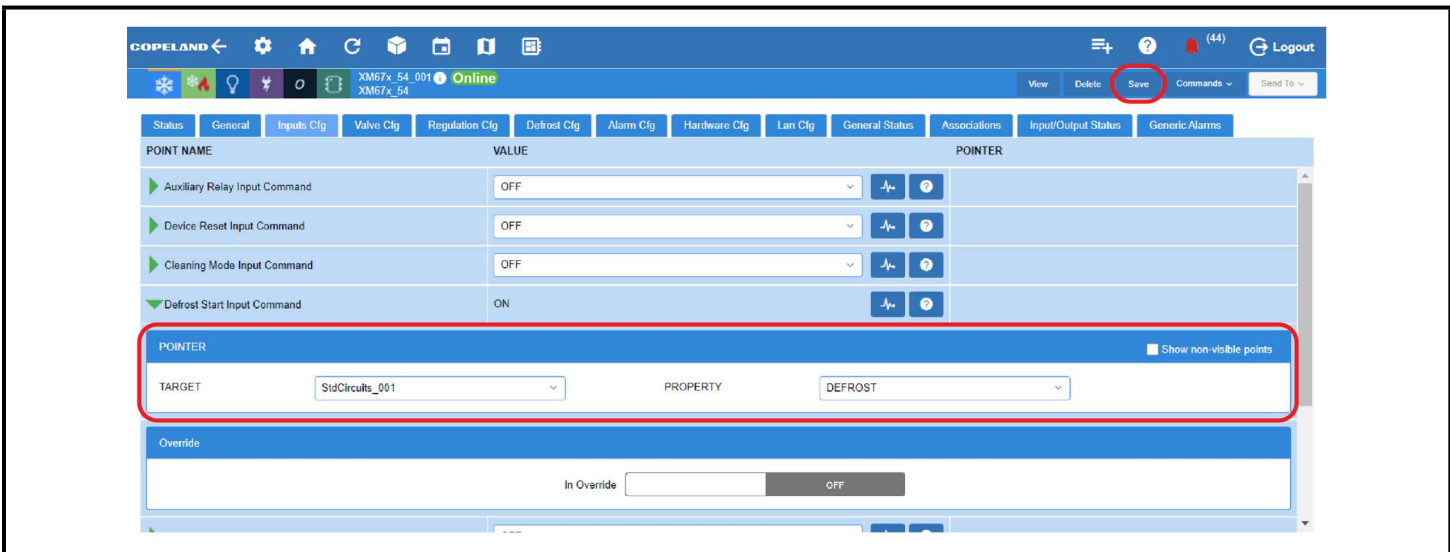 COPELAND (44) Logout
XM67x_54_001 Online
XM67x_54 View Delete Save Commands Send To
Status General Inputs Cfg Valve Cfg Regulation Cfg Defrost Cfg Alarm Cfg Hardware Cfg Lan Cfg General Status Associations Input/Output Status Generic Alarms
POINT NAME VALUE POINTER
Auxiliary Relay Input Command OFF
Device Reset Input Command OFF
Cleaning Mode Input Command OFF
Defrost Start Input Command ON
POINTER Show non-visible points
TARGET StdCircuits_001 PROPERTY DEFROST
Override
In Override OFF